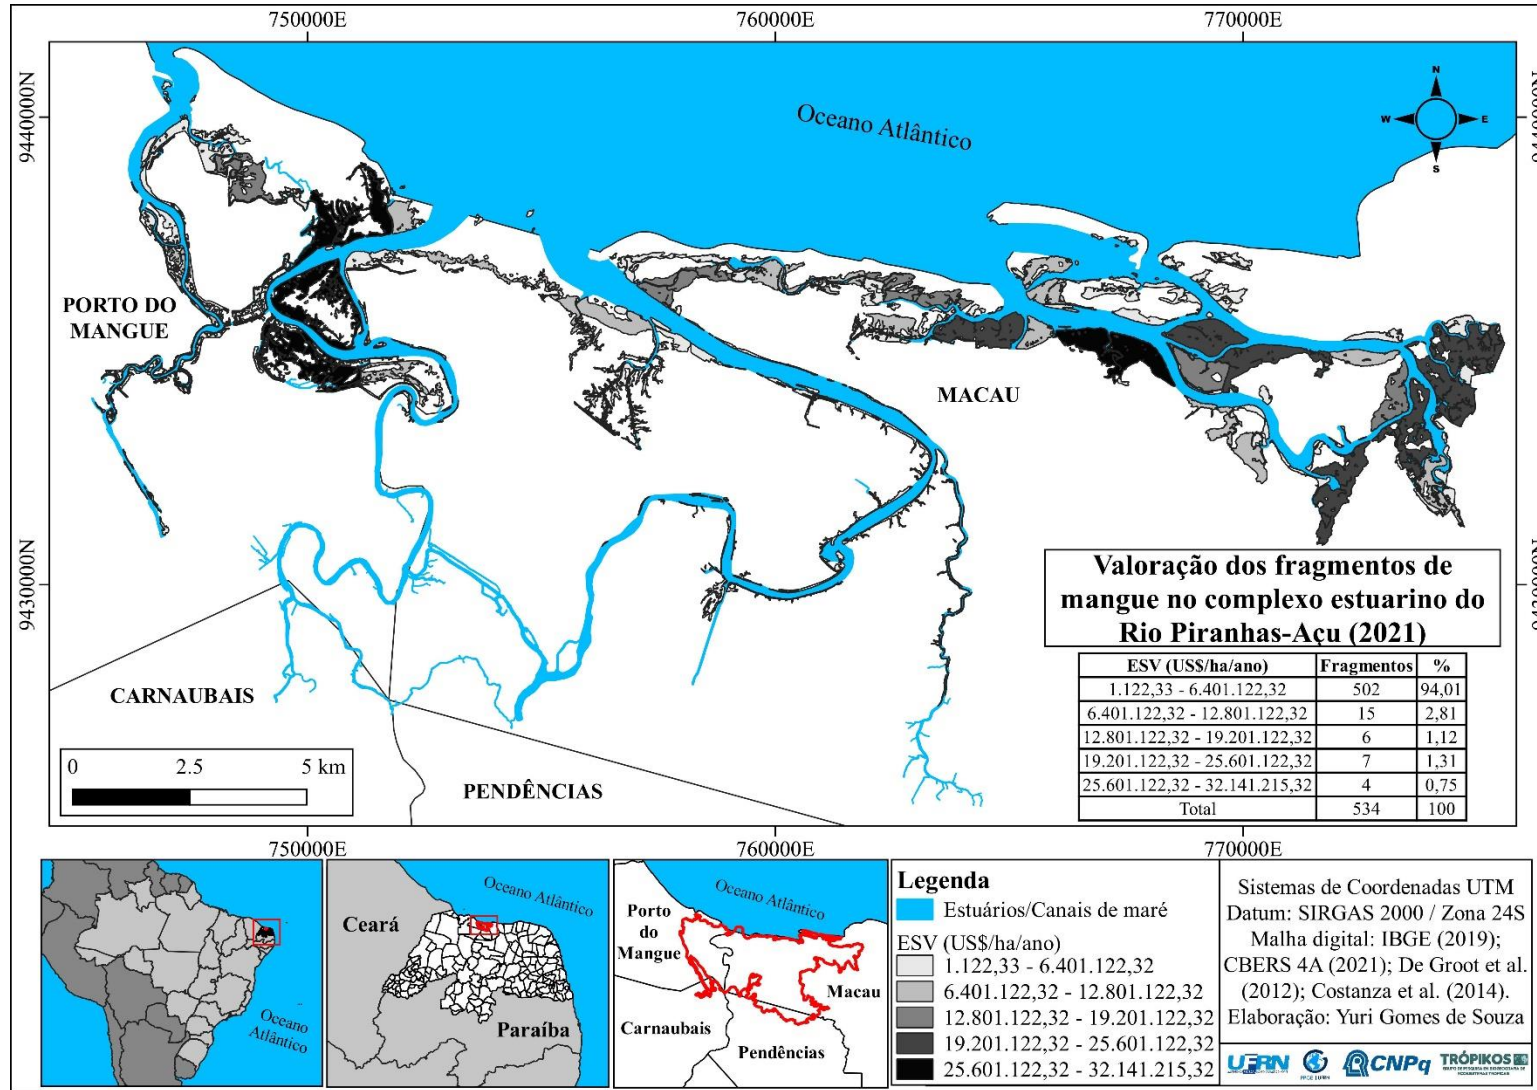 750000E
760000E
770000E
9440000N
9440000N
Oceano Atlântico
N
W
E
S
PORTO DO
MANGUE
MACAU
9430000N
9430000N
CARNAUBAIS
PENDÊNCIAS
0
2.5
5 km
Valoração dos fragmentos de
mangue no complexo estuarino do
Rio Piranhas-Açu (2021)
ESV (US$/ha/ano) Fragmentos %
1.122,33 - 6.401.122,32 502 94,01
6.401.122,32 - 12.801.122,32 15 2,81
12.801.122,32 - 19.201.122,32 6 1,12
19.201.122,32 - 25.601.122,32 7 1,31
25.601.122,32 - 32.141.215,32 4 0,75
Total 534 100
750000E
760000E
770000E
Oceano
Atlântico
Oceano Atlântico
Ceará
Paraíba
Oceano Atlântico
Porto
do
Mangue
Macau
Carnaubais
Pendências
Legenda
Estuários/Canais de maré
ESV (US$/ha/ano)
1.122,33 - 6.401.122,32
6.401.122,32 - 12.801.122,32
12.801.122,32 - 19.201.122,32
19.201.122,32 - 25.601.122,32
25.601.122,32 - 32.141.215,32
Sistemas de Coordenadas UTM
Datum: SIRGAS 2000 / Zona 24S
Malha digital: IBGE (2019);
CBERS 4A (2021); De Groot et al.
(2012); Costanza et al. (2014).
Elaboração: Yuri Gomes de Souza
UFRN
CNPq
TRÓPIKOS